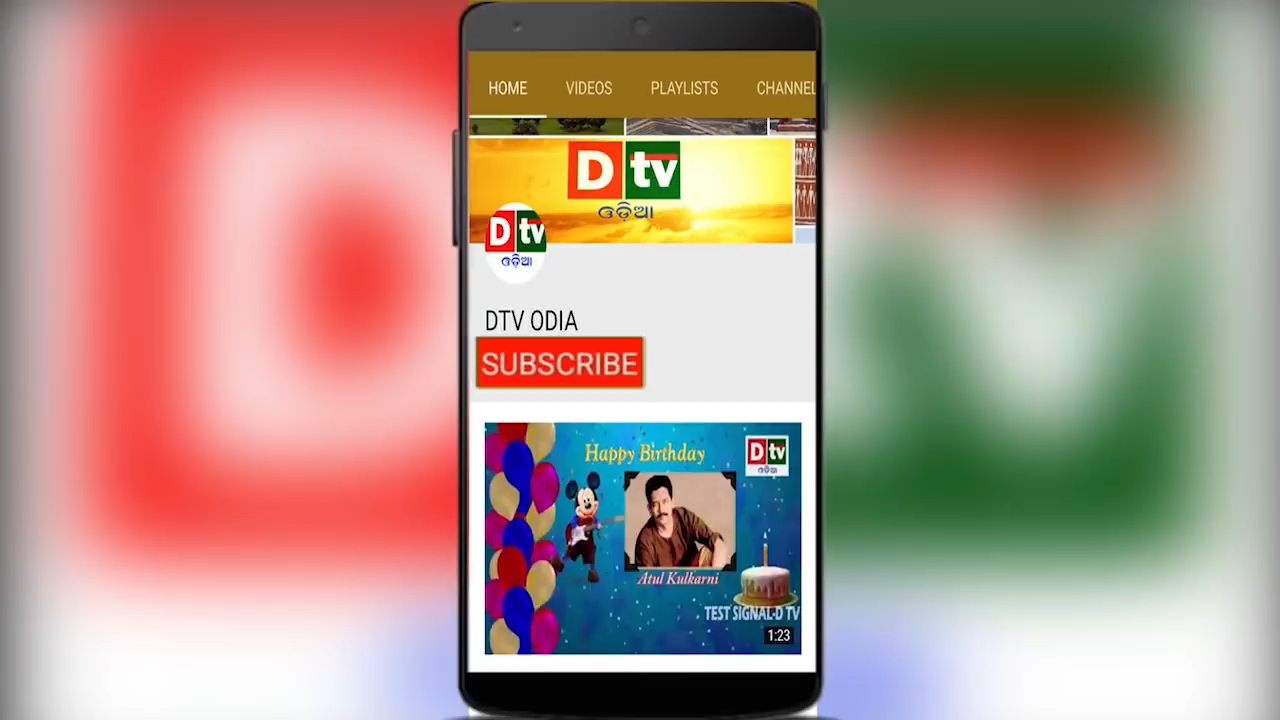 HOME VIDEOS PLAYLISTS CHANNEL
D tv
ଓଡ଼ିଆ
D tv
ଓଡ଼ିଆ
DTV ODIA
SUBSCRIBE
Happy Birthday
D tv
ଓଡ଼ିଆ
Atul Kulkarni
TEST SIGNAL-D TV
1:23